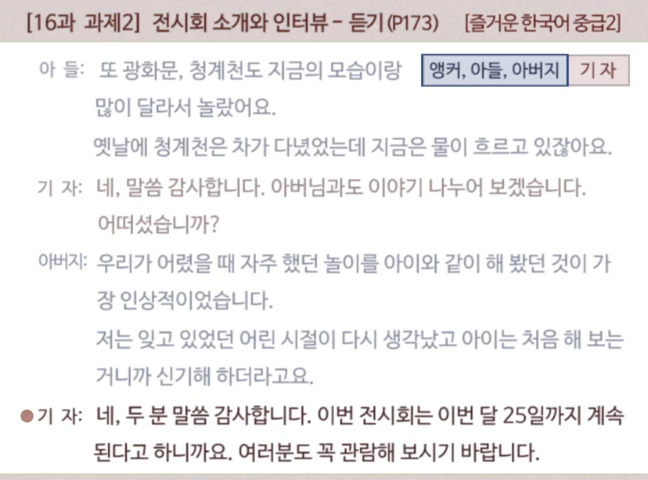 [16과 과제2] 전시회 소개와 인터뷰 - 듣기(P173) [즐거운 한국어 중급2]
앵커, 아들, 아버지 기 자
아 들: 또 광화문, 청계천도 지금의 모습이랑
많이 달라서 놀랐어요.
옛날에 청계천은 차가 다녔었는데 지금은 물이 흐르고 있잖아요.
기 자: 네, 말씀 감사합니다. 아버님과도 이야기 나누어 보겠습니다.
어떠셨습니까?
아버지: 우리가 어렸을 때 자주 했던 놀이를 아이와 같이 해 봤던 것이 가
장 인상적이었습니다.
저는 잊고 있었던 어린 시절이 다시 생각났고 아이는 처음 해 보는
거니까 신기해 하더라고요.
기 자: 네, 두 분 말씀 감사합니다. 이번 전시회는 이번 달 25일까지 계속
된다고 하니까요. 여러분도 꼭 관람해 보시기 바랍니다.